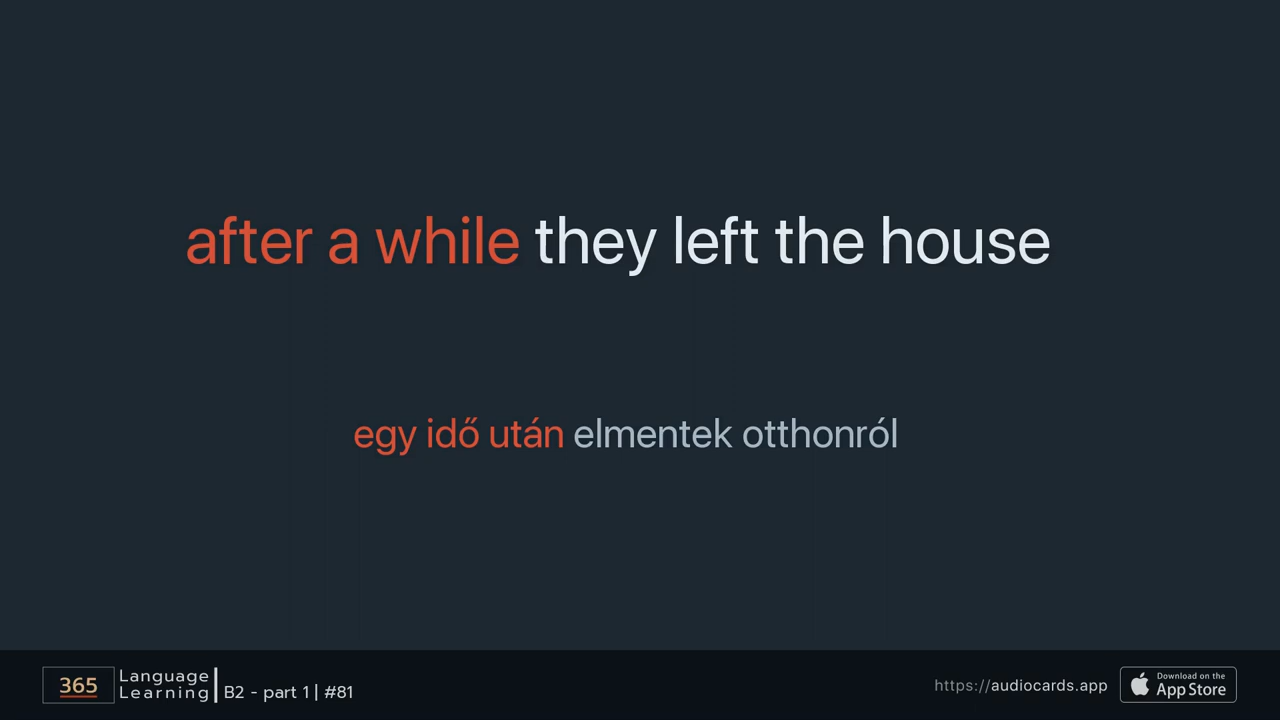 after a while they left the house
egy idő után elmentek otthonról
365
Language
Learning
B2 - part 1 | #81
https://audiocards.app
Download on the
App Store